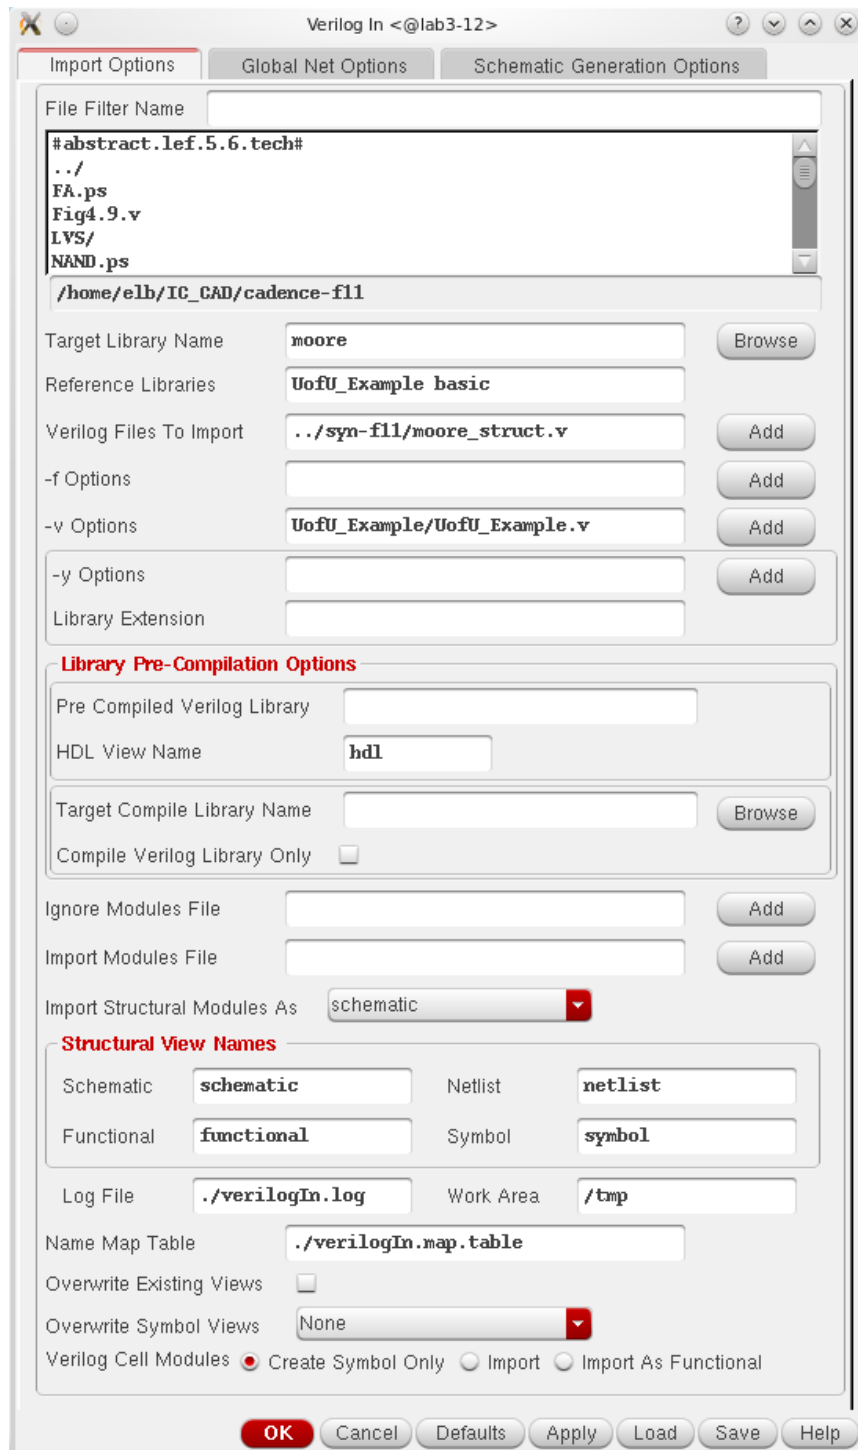 Verilog In <@lab3-12>
Import Options Global Net Options Schematic Generation Options
File Filter Name
#abstract.lef.5.6.tech#
../
FA.ps
Fig4.9.v
LVS/
NAND.ps
/home/elb/IC_CAD/cadence-f11
Target Library Name moore Browse
Reference Libraries UofU_Example basic
Verilog Files To Import ../syn-f11/moore_struct.v Add
-f Options Add
-v Options UofU_Example/UofU_Example.v Add
-y Options Add
Library Extension
Library Pre-Compilation Options
Pre Compiled Verilog Library
HDL View Name hdl
Target Compile Library Name Browse
Compile Verilog Library Only
Ignore Modules File Add
Import Modules File Add
Import Structural Modules As schematic
Structural View Names
Schematic schematic Netlist netlist
Functional functional Symbol symbol
Log File ./verilogIn.log Work Area /tmp
Name Map Table ./verilogIn.map.table
Overwrite Existing Views
Overwrite Symbol Views None
Verilog Cell Modules Create Symbol Only Import Import As Functional
OK Cancel Defaults Apply Load Save Help